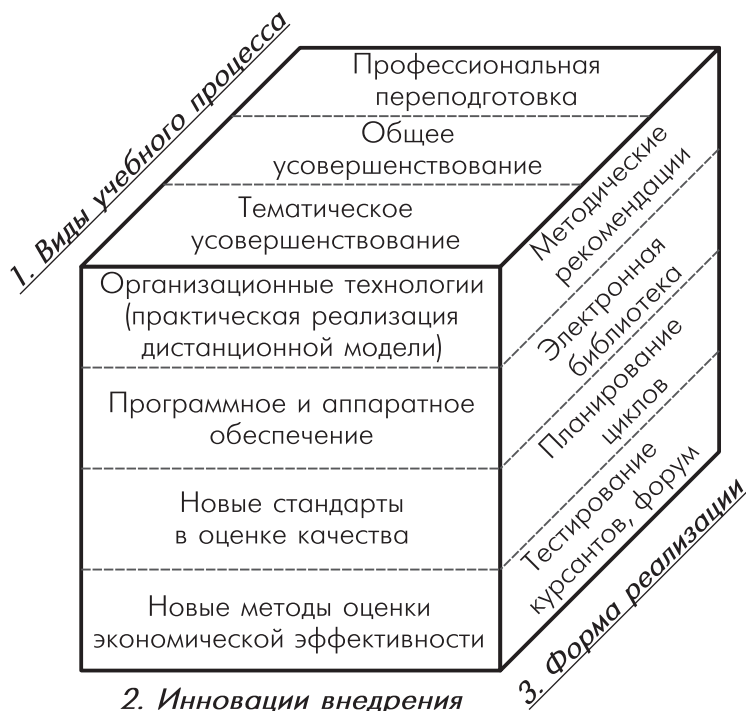 1. Виды учебного процесса
Профессиональная
переподготовка
Общее
усовершенствование
Тематическое
усовершенствование
Организационные технологии
(практическая реализация
дистанционной модели)
Программное и аппаратное
обеспечение
Новые стандарты
в оценке качества
Новые методы оценки
экономической эффективности
2. Инновации внедрения
Методические
рекомендации
Электронная
библиотека
Планирование
циклов
Тестирование
курсантов, форум
3. Форма реализации